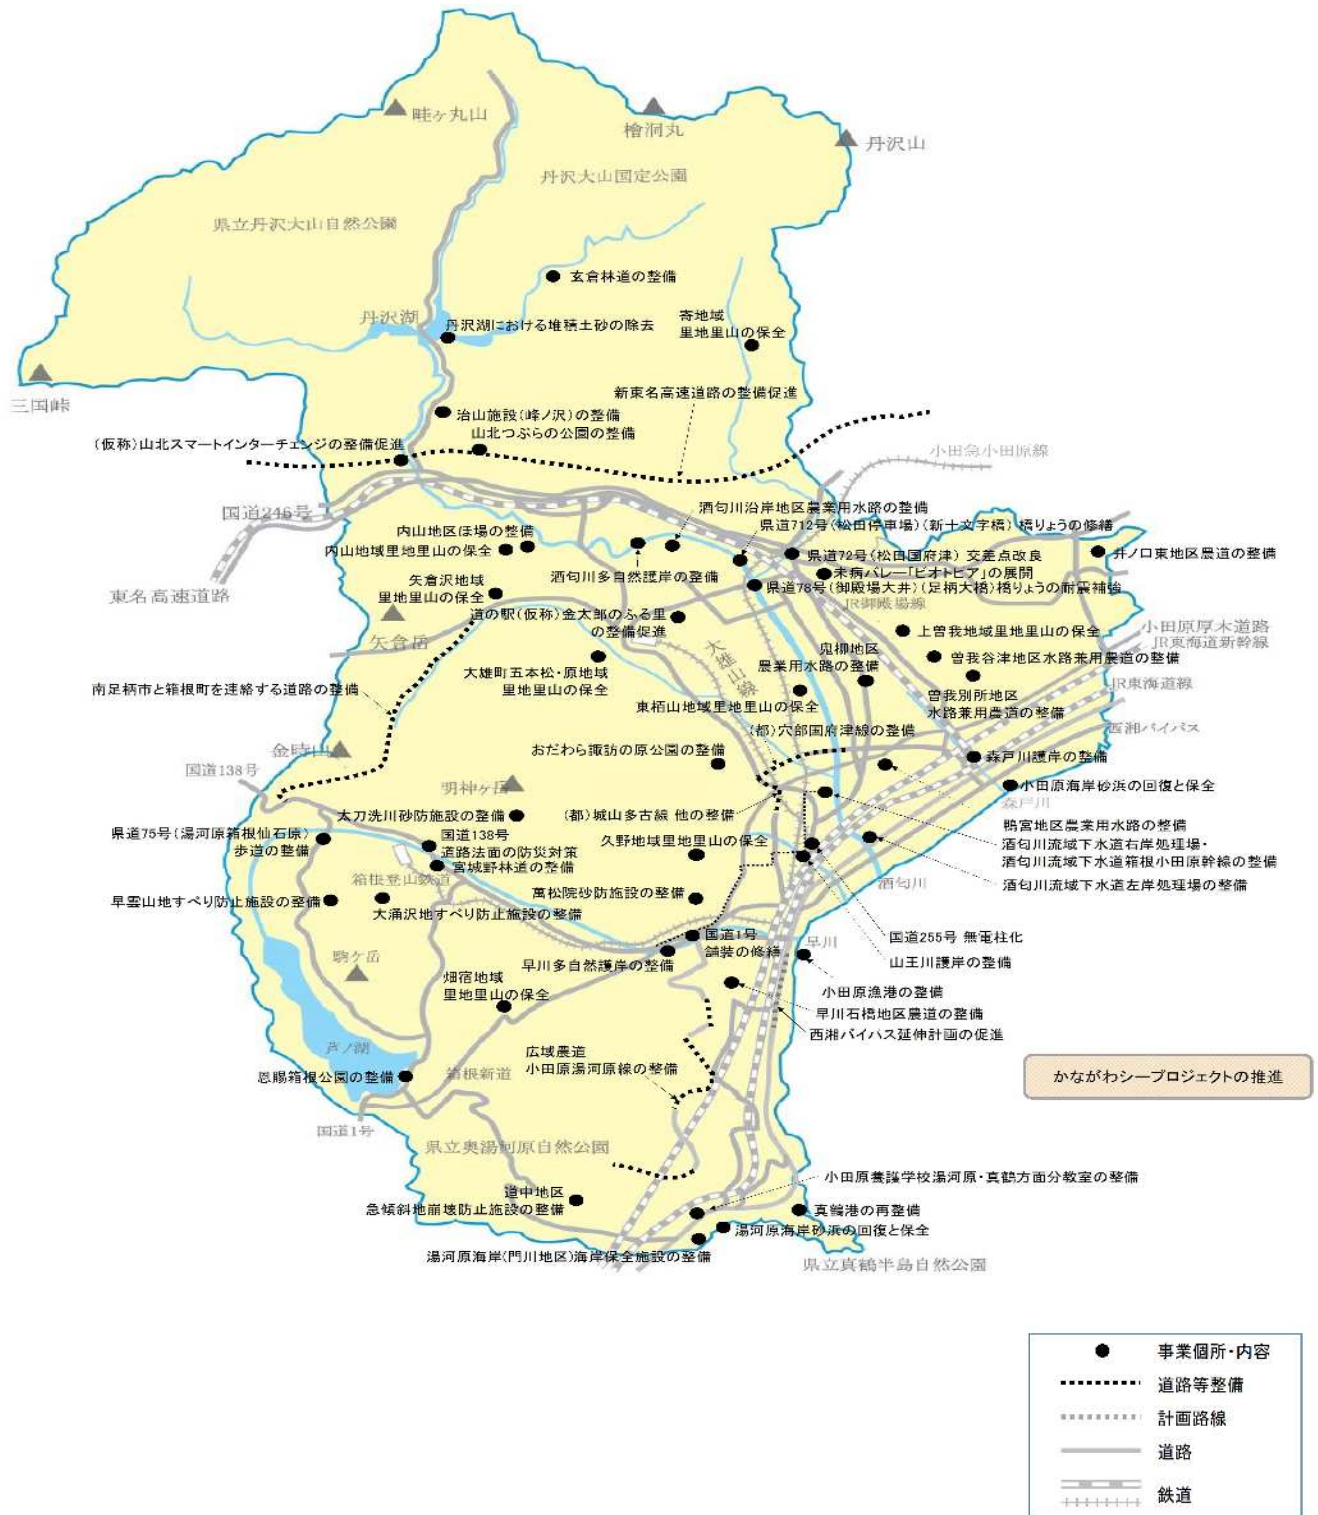 畦ヶ丸山
檜洞丸
丹沢山
丹沢大山国定公園
県立丹沢大山自然公園
玄倉林道の整備
丹沢湖
丹沢湖における堆積土砂の除去
寄地域
里地里山の保全
三国峠
新東名高速道路の整備促進
治山施設(峰ノ沢)の整備
山北つぶらの公園の整備
(仮称)山北スマートインターチェンジの整備促進
小田急小田原線
国道246号
酒匂川沿岸地区農業用水路の整備
県道712号(松田停車場)(新十文字橋) 橋りょうの修繕
内山地区ほ場の整備
内山地域里地里山の保全
県道72号(松田国府津) 交差点改良
井ノ口東地区農道の整備
酒匂川多自然護岸の整備
未病バレー「ビオトピア」の展開
県道78号(御殿場大井)(足柄大橋)橋りょうの耐震補強
東名高速道路
矢倉沢地域
里地里山の保全
JR御殿場線
道の駅(仮称)金太郎のふる里
の整備促進
矢倉岳
上曽我地域里地里山の保全
小田原厚木道路
JR東海道新幹線
大雄山線
鬼柳地区
農業用水路の整備
曽我谷津地区水路兼用農道の整備
大雄町五本松・原地域
里地里山の保全
JR東海道線
南足柄市と箱根町を連絡する道路の整備
東栢山地域里地里山の保全
曽我別所地区
水路兼用農道の整備
西湘バイパス
(都)穴部国府津線の整備
金時山
おだわら諏訪の原公園の整備
森戸川護岸の整備
国道138号
明神ヶ岳
小田原海岸砂浜の回復と保全
森戸川
太刀洗川砂防施設の整備
(都)城山多古線 他の整備
鴨宮地区農業用水路の整備
県道75号(湯河原箱根仙石原)
歩道の整備
国道138号
道路法面の防災対策
久野地域里地里山の保全
酒匂川流域下水道右岸処理場・
酒匂川流域下水道箱根小田原幹線の整備
宮城野林道の整備
箱根登山鉄道
酒匂川
酒匂川流域下水道左岸処理場の整備
早雲山地すべり防止施設の整備
大涌沢地すべり防止施設の整備
萬松院砂防施設の整備
国道255号 無電柱化
国道1号
舗装の修繕
早川
山王川護岸の整備
駒ケ岳
早川多自然護岸の整備
畑宿地域
里地里山の保全
小田原漁港の整備
早川石橋地区農道の整備
西湘バイパス延伸計画の促進
芦ノ湖
広域農道
小田原湯河原線の整備
恩賜箱根公園の整備
箱根新道
かながわシープロジェクトの推進
国道1号
県立奥湯河原自然公園
小田原養護学校湯河原・真鶴方面分教室の整備
道中地区
急傾斜地崩壊防止施設の整備
真鶴港の再整備
湯河原海岸砂浜の回復と保全
湯河原海岸(門川地区)海岸保全施設の整備
県立真鶴半島自然公園
事業個所・内容
道路等整備
計画路線
道路
鉄道